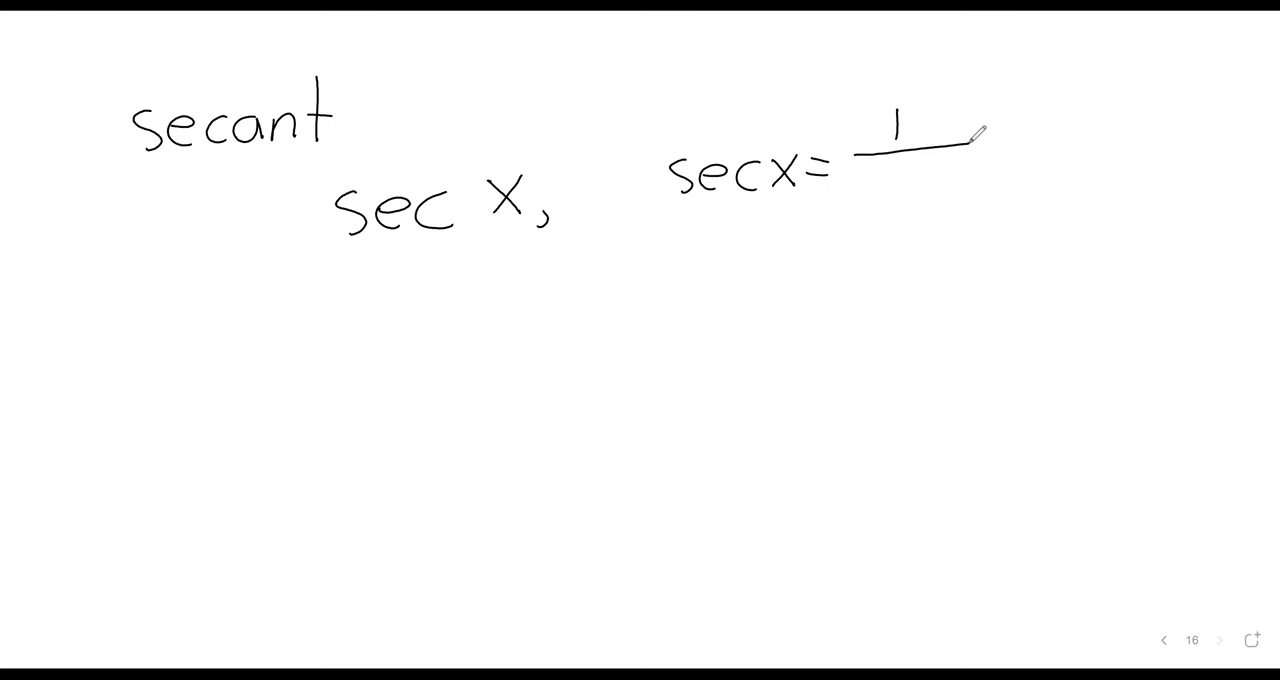 secant
sec x,
sec x = 1
16